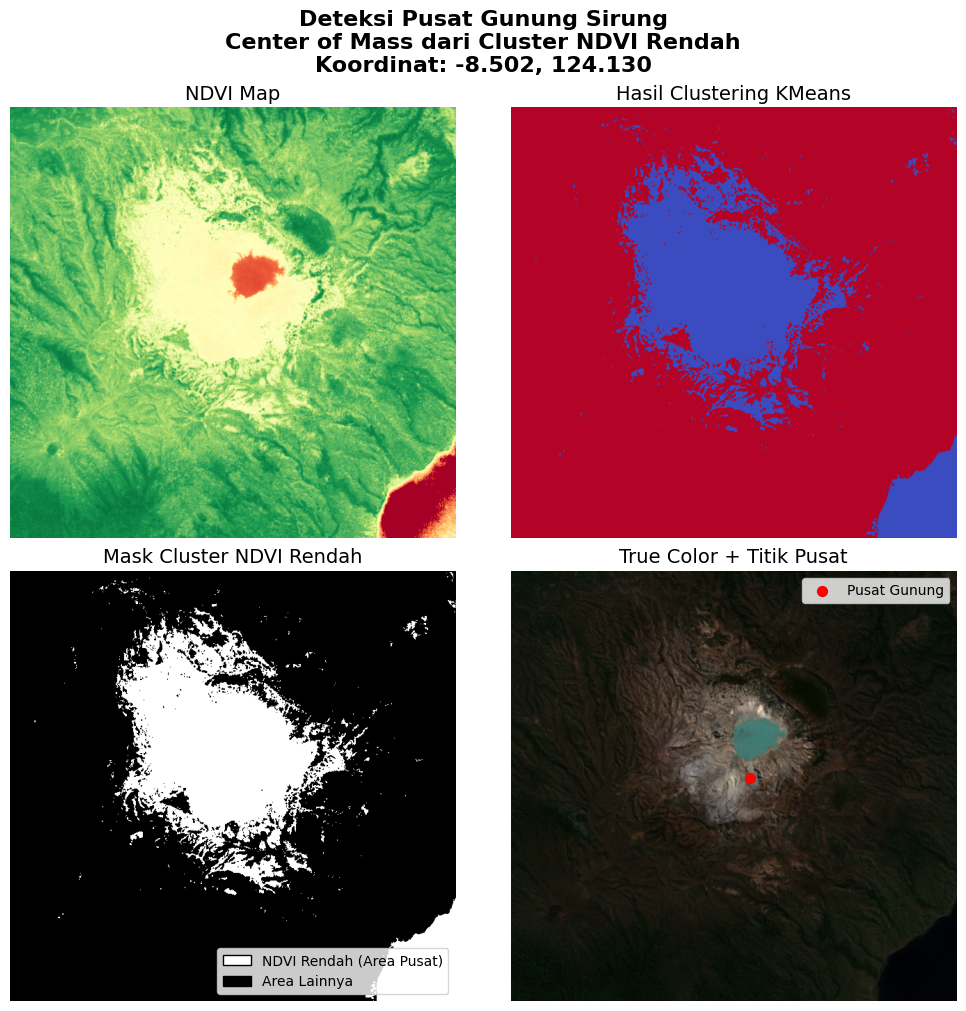 Deteksi Pusat Gunung Sirung
Center of Mass dari Cluster NDVI Rendah
Koordinat: -8.502, 124.130
NDVI Map
Hasil Clustering KMeans
Mask Cluster NDVI Rendah
NDVI Rendah (Area Pusat)
Area Lainnya
True Color + Titik Pusat
Pusat Gunung